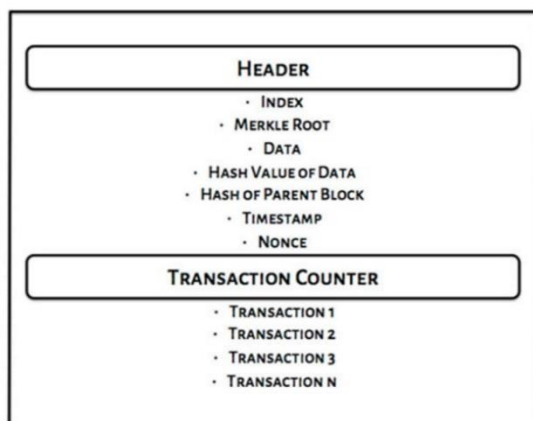 HEADER
· INDEX
· MERKLE ROOT
· DATA
· HASH VALUE OF DATA
· HASH OF PARENT BLOCK
· TIMESTAMP
· NONCE
TRANSACTION COUNTER
· TRANSACTION 1
· TRANSACTION 2
· TRANSACTION 3
· TRANSACTION N